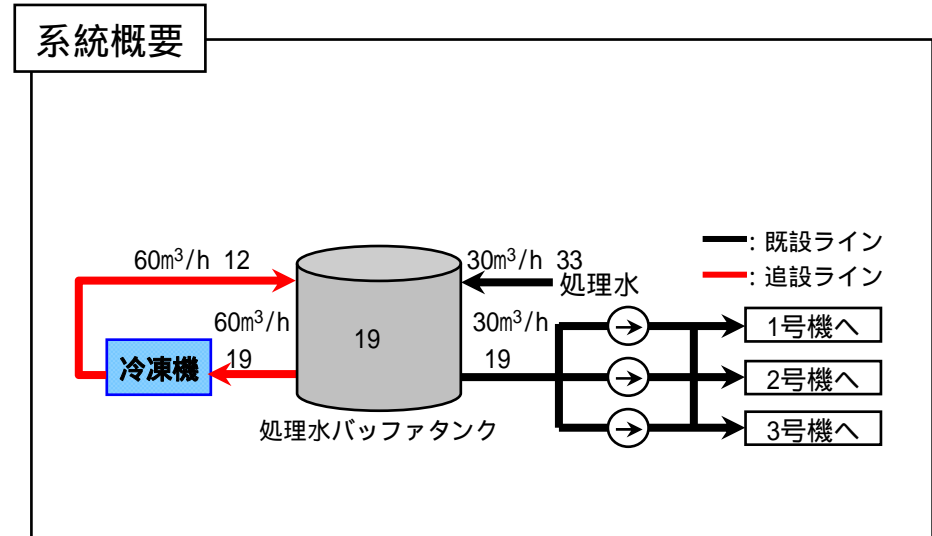 系統概要
60m³/h 12
30m³/h 33
処理水
━: 既設ライン
━: 追設ライン
60m³/h
19
冷凍機
19
30m³/h
19
処理水バッファタンク
1号機へ
2号機へ
3号機へ